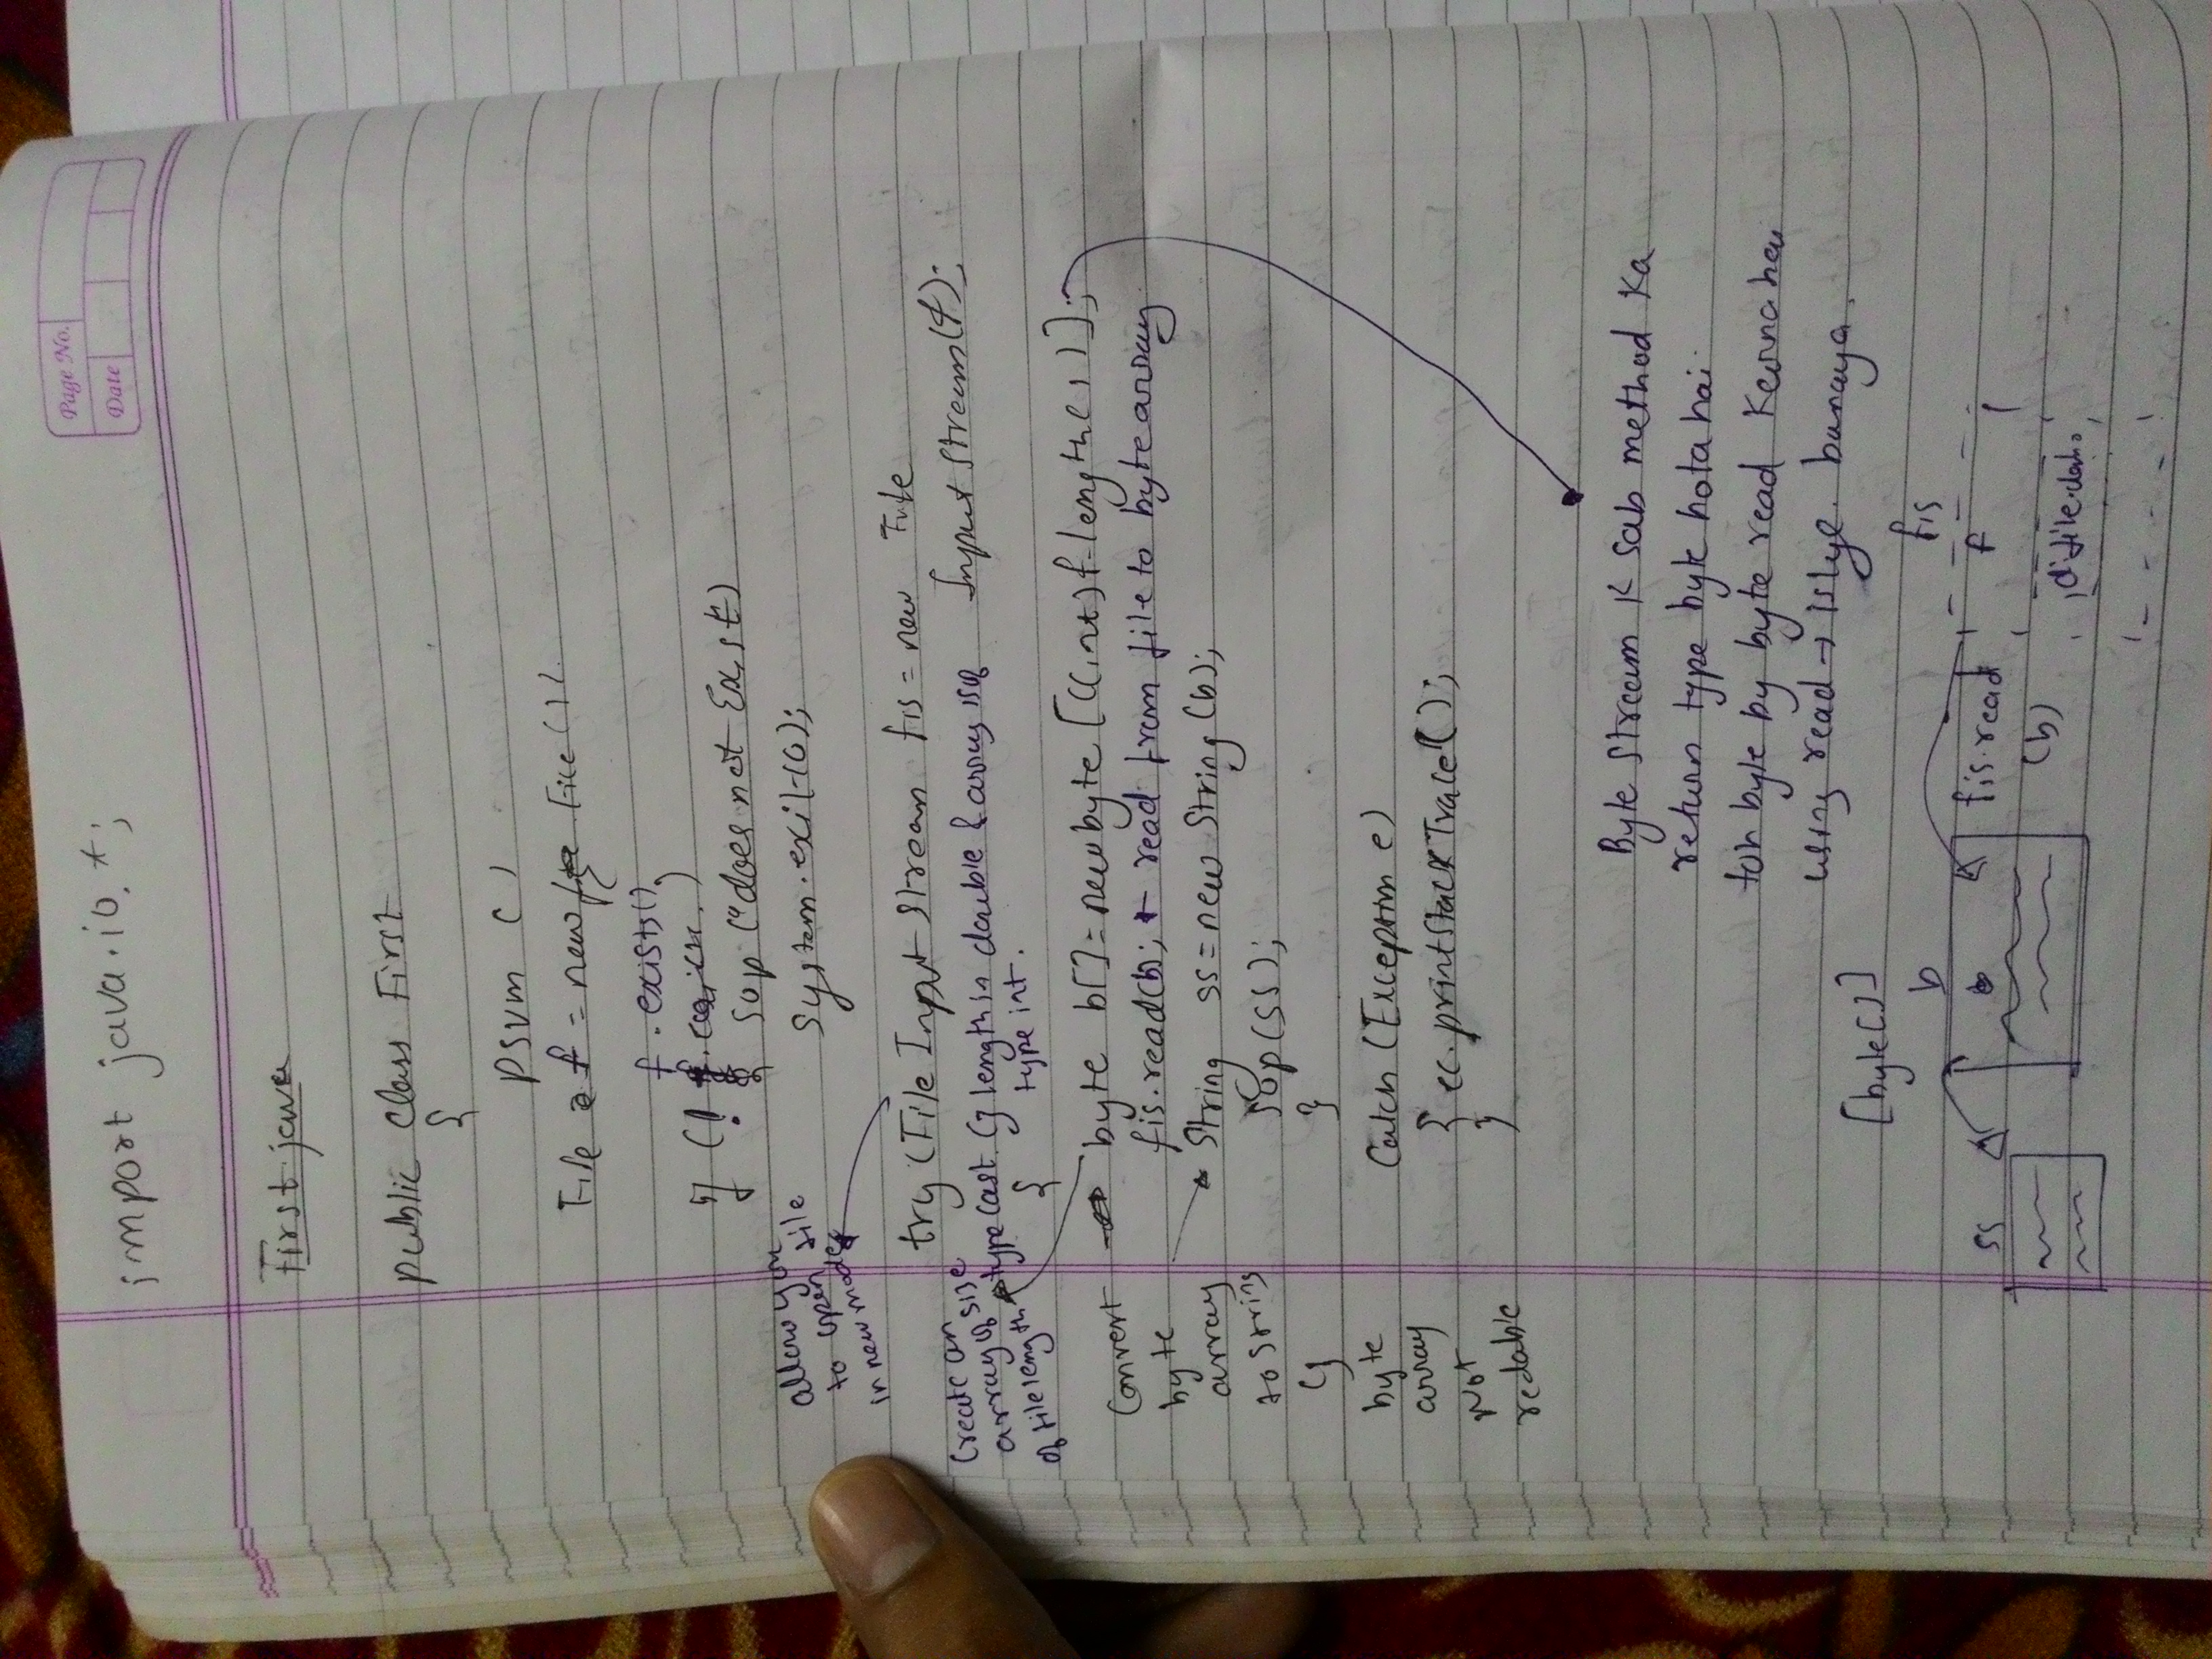 Page No.
Date
import java.io.*;
First.java
public class First
{
psvm ( )
File f = new File ( )
f . exists()
if (! )
{ sop ("does not Exist)
System.exit(0);
allow you
to open file
in new mode
try (File Input Stream fis = new File
Input Stream(f);
Create an
array of size
of file length
type cast length in double & array is of
type int.
{
byte b[] = new byte [((int) f.length( ) )];
fis.read(b); read from file to byte array
String ss = new String (b);
sop(ss);
}
Convert
byte
array
to String
byte
array
Not
redable
Catch (Exception e)
{ ec.printStackTrace( );
}
Byte Stream K sab method Ka
return type byte hota hai.
toh byte by byte read Karna hai
using read → islye banaya.
[byte[]]
b
fis
ss
b
fis.read
(b)
f